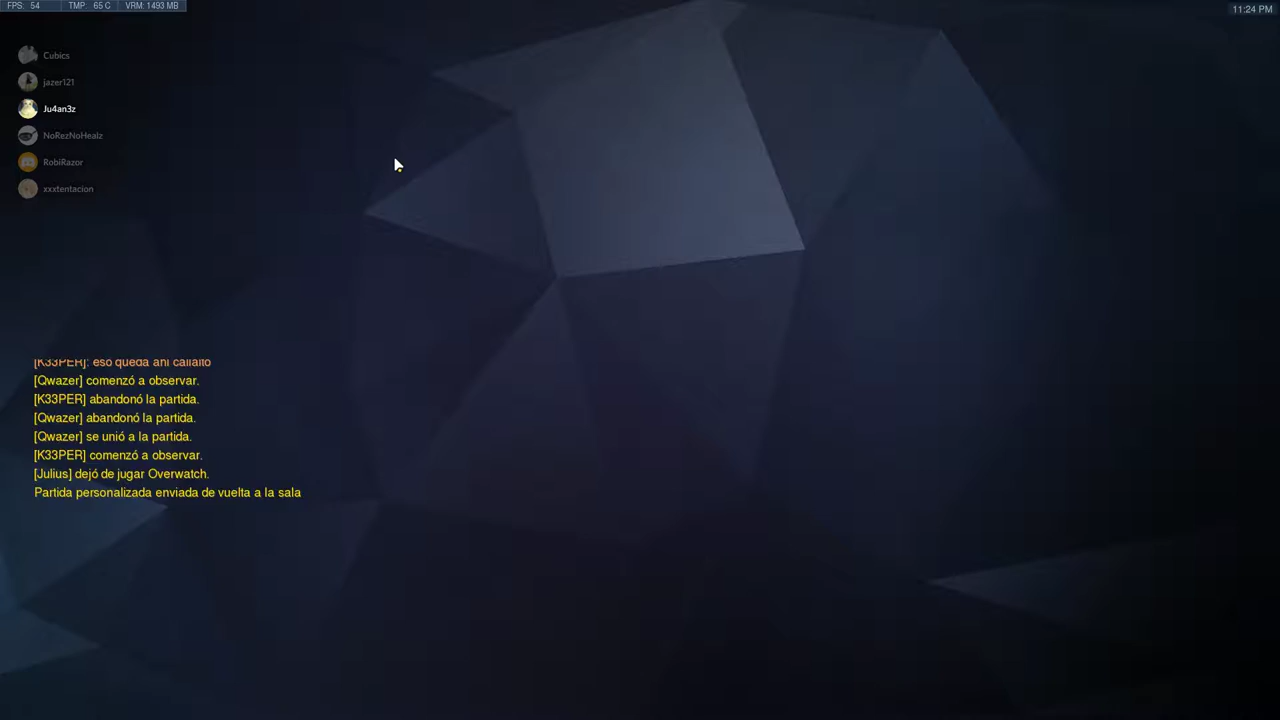 FPS: 54 TMP: 65 C VRM: 1493 MB
11:24 PM
Cubics
jazer121
Ju4an3z
NoRezNoHealz
RobiRazor
xxxtentacion
[K33PER]: eso queda ahi callaito
[Qwazer] comenzó a observar.
[K33PER] abandonó la partida.
[Qwazer] abandonó la partida.
[Qwazer] se unió a la partida.
[K33PER] comenzó a observar.
[Julius] dejó de jugar Overwatch.
Partida personalizada enviada de vuelta a la sala